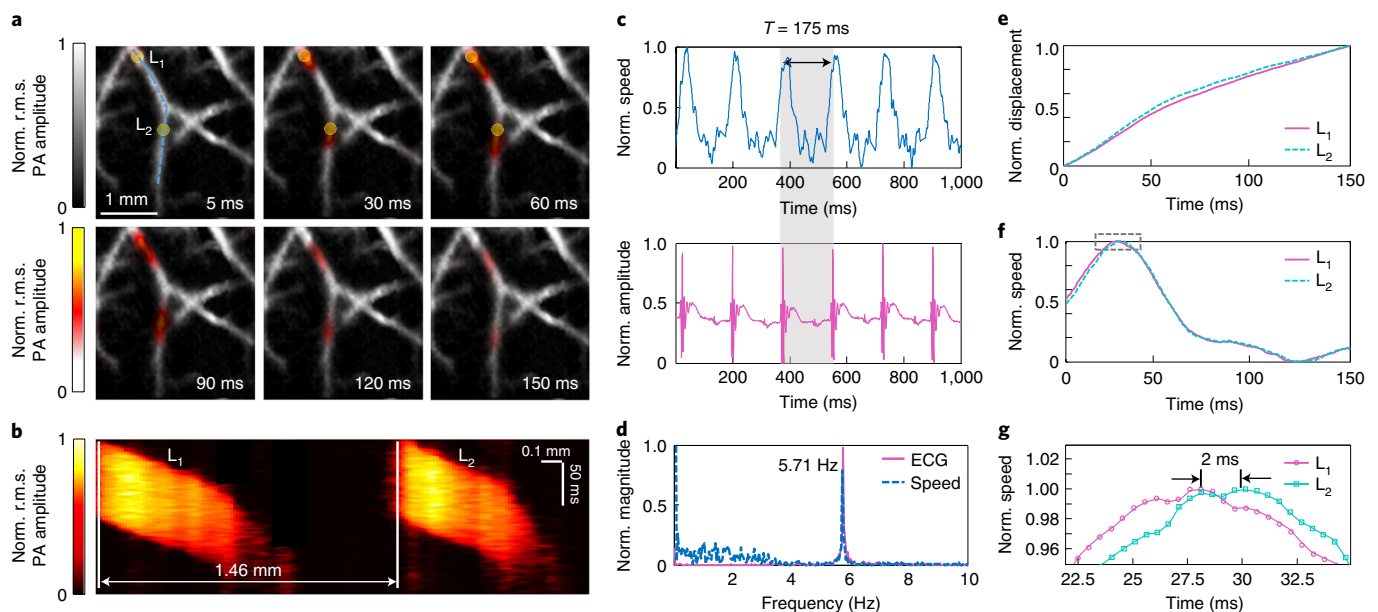 a
Norm. r.m.s.
PA amplitude
1
0
L1
L2
1 mm
5 ms
30 ms
60 ms
Norm. r.m.s.
PA amplitude
1
0
90 ms
120 ms
150 ms
b
Norm. r.m.s.
PA amplitude
1
0
L1
L2
0.1 mm
50 ms
1.46 mm
c
T = 175 ms
Norm. speed
1.0
0.5
0
200 400 600 800 1,000
Time (ms)
Norm. amplitude
1.0
0.5
0
200 400 600 800 1,000
Time (ms)
d
Norm. magnitude
1.0
0.5
0
5.71 Hz
ECG
Speed
2 4 6 8 10
Frequency (Hz)
e
Norm. displacement
1.0
0.5
0
L1
L2
0 50 100 150
Time (ms)
f
Norm. speed
1.0
0.5
0
L1
L2
0 50 100 150
Time (ms)
g
Norm. speed
1.02
1.00
0.98
0.96
2 ms
L1
L2
22.5 25 27.5 30 32.5
Time (ms)